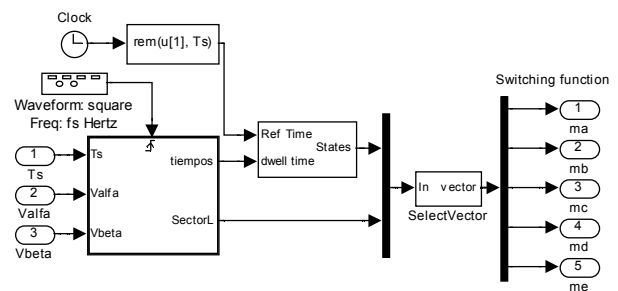 Clock
rem(u[1], Ts)
Waveform: square
Freq: fs Hertz
Switching function
1
Ts
2
Valfa
3
Vbeta
Ts
Valfa
Vbeta
tiempos
SectorL
Ref Time
dwell time
States
In vector
SelectVector
1
ma
2
mb
3
mc
4
md
5
me